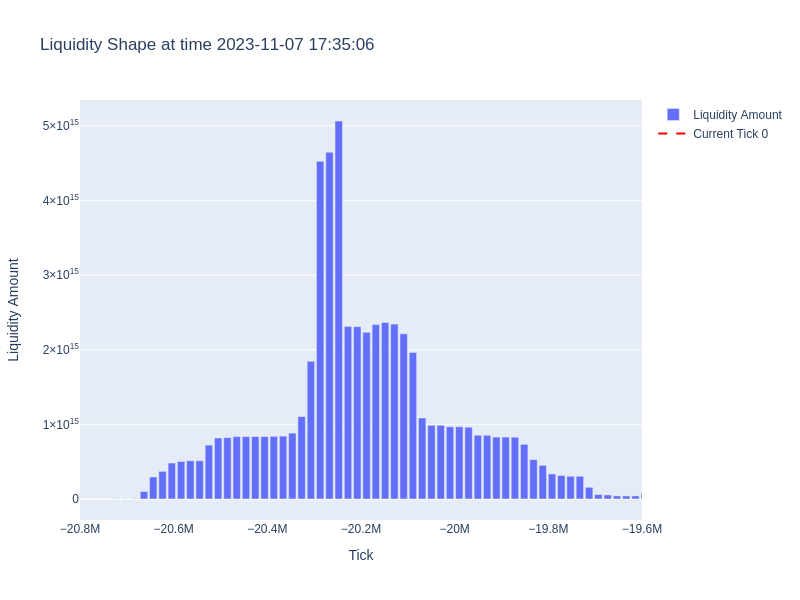 Liquidity Shape at time 2023-11-07 17:35:06
Liquidity Amount
Current Tick 0
5×10¹⁵
4×10¹⁵
3×10¹⁵
2×10¹⁵
1×10¹⁵
0
Liquidity Amount
−20.8M −20.6M −20.4M −20.2M −20M −19.8M −19.6M
Tick